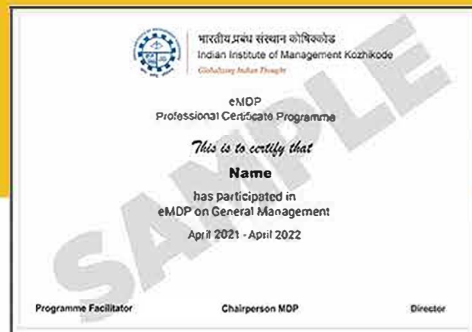 भारतीय प्रबंध संस्थान कोषिक्कोड
Indian Institute of Management Kozhikode
Globalizing Indian Thought
eMDP
Professional Certificate Programme
This is to certify that
Name
has participated in
eMDP on General Management
April 2021 - April 2022
SAMPLE
Programme Facilitator
Chairperson MDP
Director